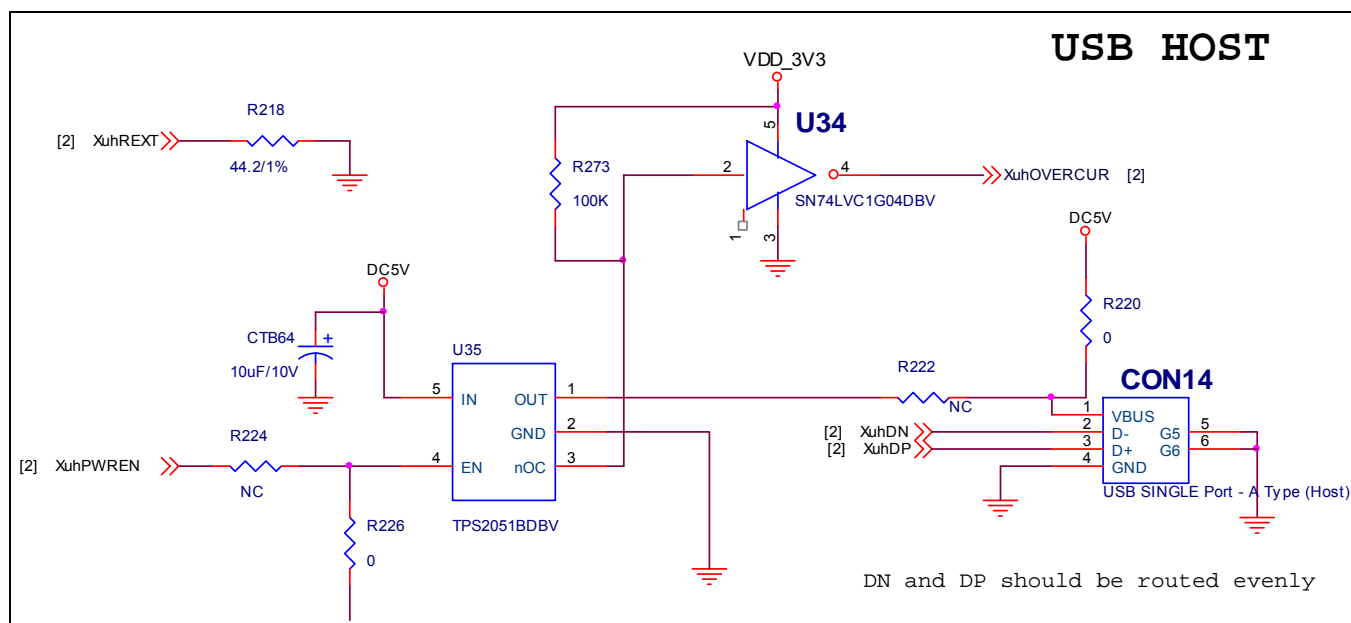 USB HOST
VDD_3V3
R218
[2] XuhREXT
44.2/1%
5
U34
R273
100K
2
4
XuhOVERCUR [2]
SN74LVC1G04DBV
1
3
DC5V
DC5V
R220
0
CTB64
+
10uF/10V
U35
R222
NC
CON14
5 IN OUT 1
GND 2
4 EN nOC 3
TPS2051BDBV
1 VBUS
[2] XuhDN 2 D- G5 5
[2] XuhDP 3 D+ G6 6
4 GND
USB SINGLE Port - A Type (Host)
R224
[2] XuhPWREN
NC
R226
0
DN and DP should be routed evenly